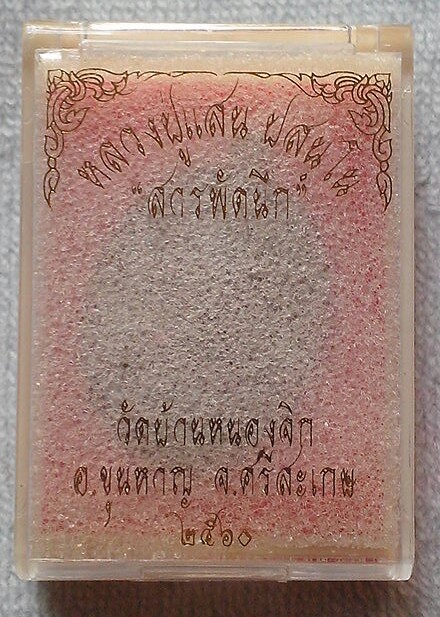 หลวงปู่แสน ปสนฺโน
"สารพัดนึก"
วัดบ้านหนองจิก
อ.ขุนหาญ จ.ศรีสะเกษ
๒๕๖๐